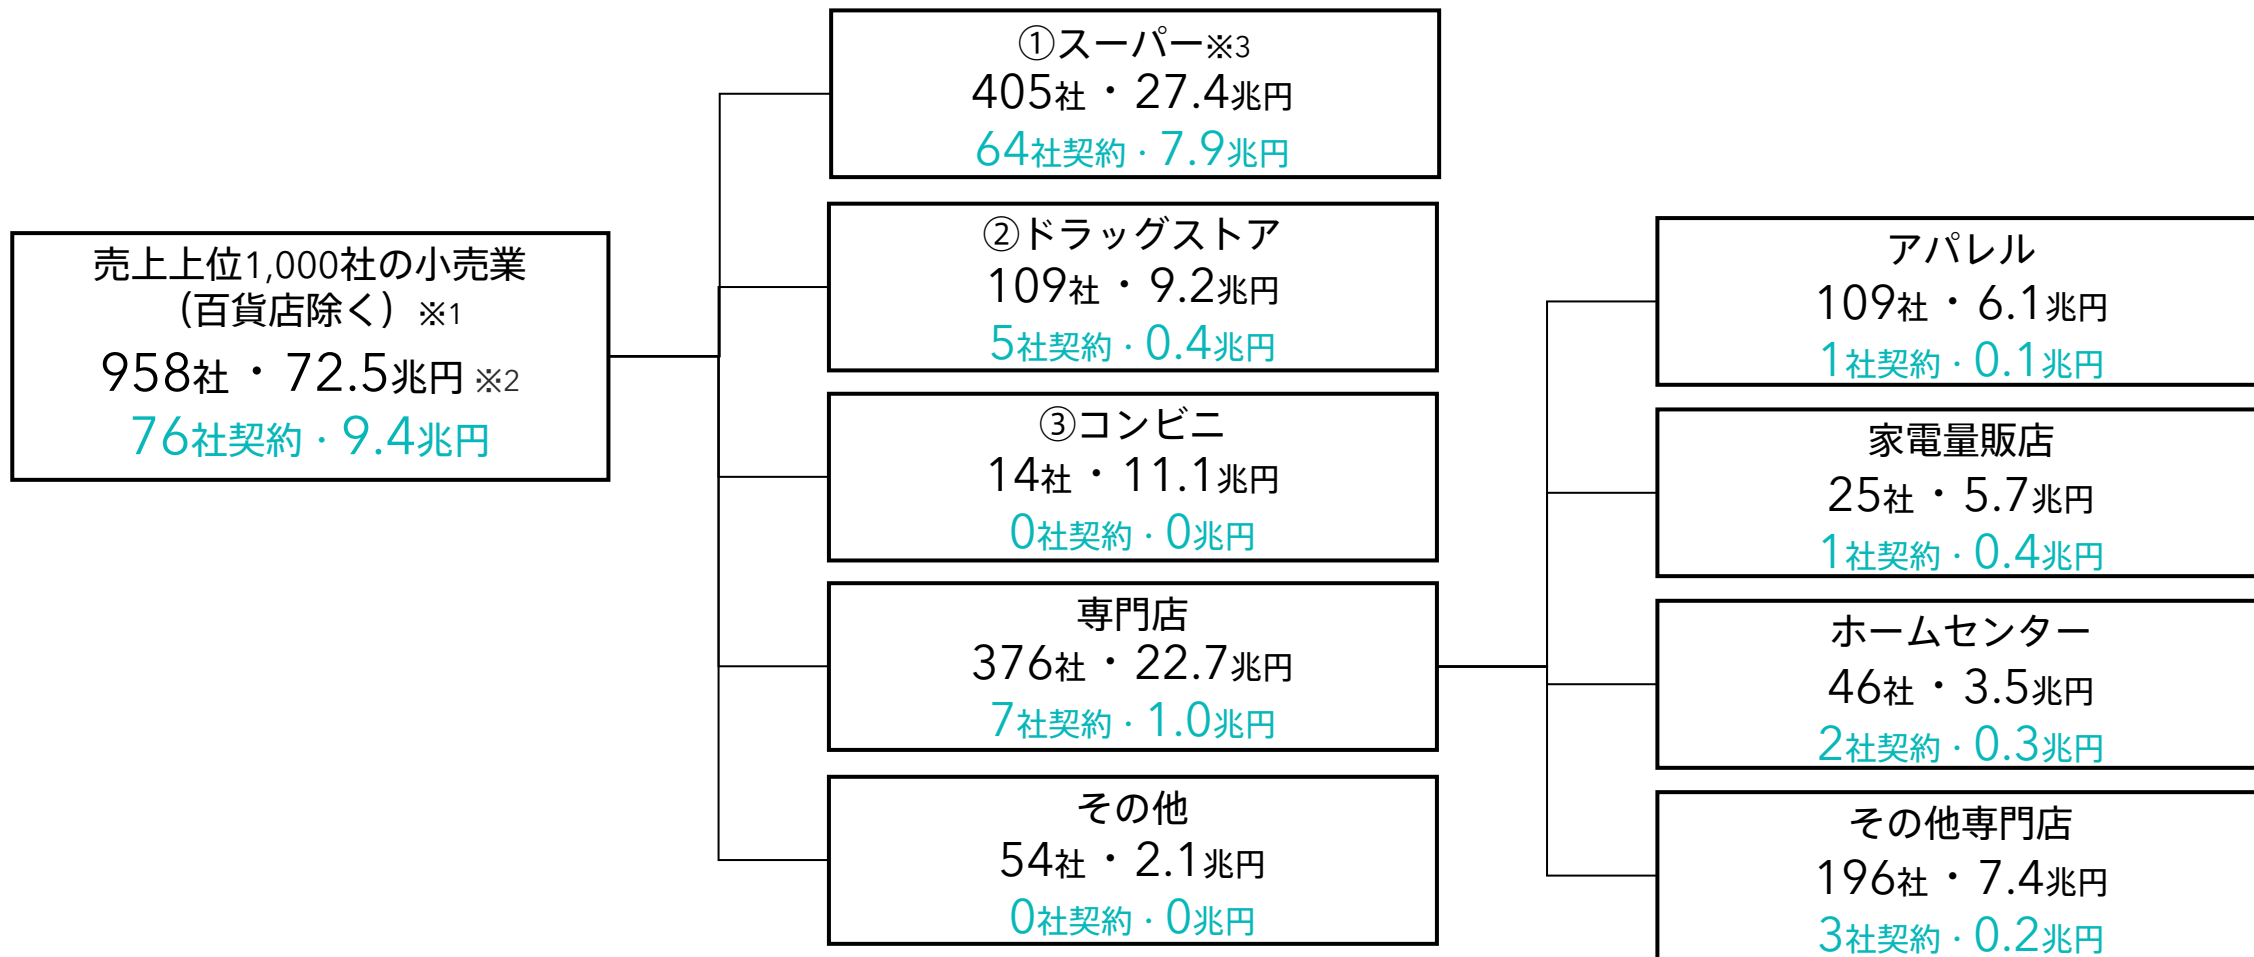 売上上位1,000社の小売業
（百貨店除く）※1
958社・72.5兆円 ※2
76社契約・9.4兆円
①スーパー※3
405社・27.4兆円
64社契約・7.9兆円
②ドラッグストア
109社・9.2兆円
5社契約・0.4兆円
③コンビニ
14社・11.1兆円
0社契約・0兆円
専門店
376社・22.7兆円
7社契約・1.0兆円
その他
54社・2.1兆円
0社契約・0兆円
アパレル
109社・6.1兆円
1社契約・0.1兆円
家電量販店
25社・5.7兆円
1社契約・0.4兆円
ホームセンター
46社・3.5兆円
2社契約・0.3兆円
その他専門店
196社・7.4兆円
3社契約・0.2兆円